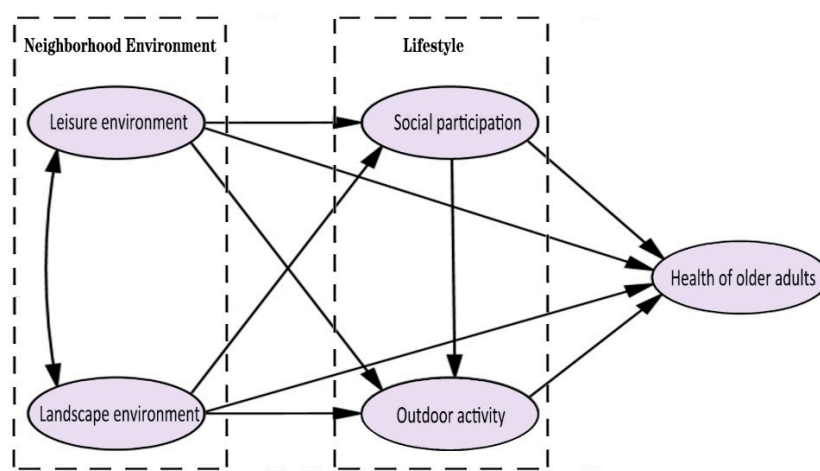 Neighborhood Environment
Lifestyle
Leisure environment
Social participation
Health of older adults
Landscape environment
Outdoor activity